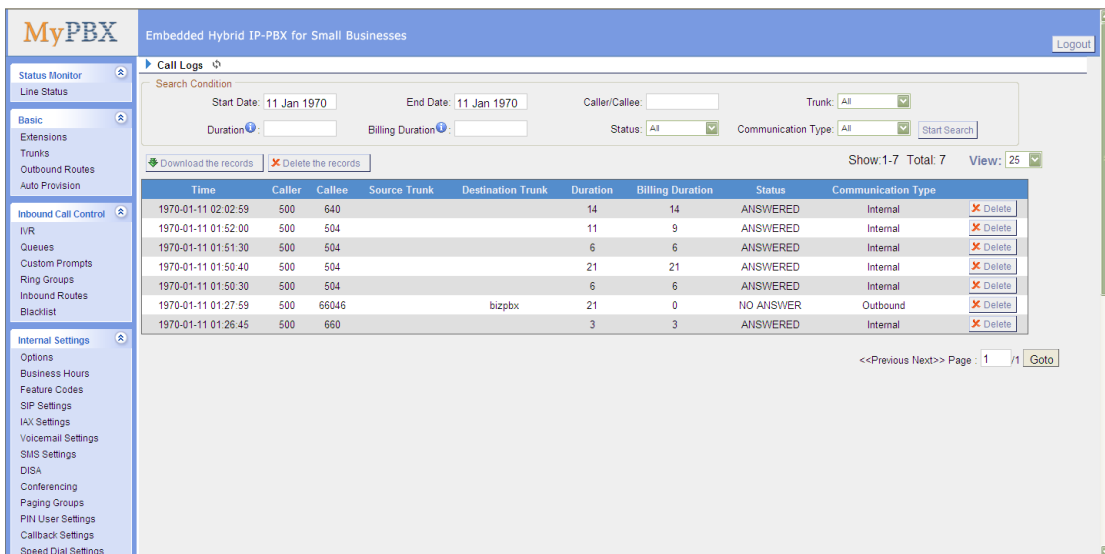 MyPBX
Embedded Hybrid IP-PBX for Small Businesses
Logout
Status Monitor
Line Status
Basic
Extensions
Trunks
Outbound Routes
Auto Provision
Inbound Call Control
IVR
Queues
Custom Prompts
Ring Groups
Inbound Routes
Blacklist
Internal Settings
Options
Business Hours
Feature Codes
SIP Settings
IAX Settings
Voicemail Settings
SMS Settings
DISA
Conferencing
Paging Groups
PIN User Settings
Callback Settings
Speed Dial Settings
Call Logs
Search Condition
Start Date: 11 Jan 1970 End Date: 11 Jan 1970 Caller/Callee: Trunk: All
Duration : Billing Duration : Status: All Communication Type: All Start Search
Download the records Delete the records Show:1-7 Total: 7 View: 25
Time Caller Callee Source Trunk Destination Trunk Duration Billing Duration Status Communication Type
1970-01-11 02:02:59 500 640 14 14 ANSWERED Internal Delete
1970-01-11 01:52:00 500 504 11 9 ANSWERED Internal Delete
1970-01-11 01:51:30 500 504 6 6 ANSWERED Internal Delete
1970-01-11 01:50:40 500 504 21 21 ANSWERED Internal Delete
1970-01-11 01:50:30 500 504 6 6 ANSWERED Internal Delete
1970-01-11 01:27:59 500 66046 bizpbx 21 0 NO ANSWER Outbound Delete
1970-01-11 01:26:45 500 660 3 3 ANSWERED Internal Delete
<<Previous Next>> Page : 1 /1 Goto